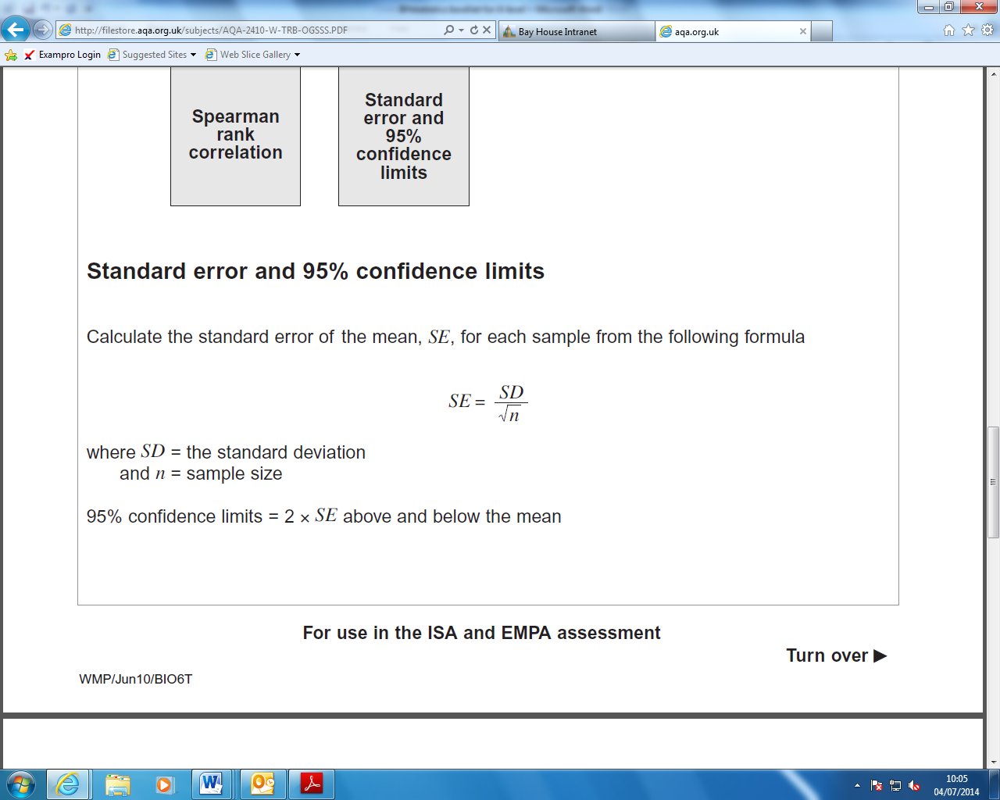 http://filestore.aqa.org.uk/subjects/AQA-2410-W-TRB-OGSSS.PDF
Bay House Intranet
aqa.org.uk
Exampro Login
Suggested Sites
Web Slice Gallery
Spearman
rank
correlation
Standard
error and
95%
confidence
limits
Standard error and 95% confidence limits
Calculate the standard error of the mean, SE, for each sample from the following formula
SE = SD / √n
where SD = the standard deviation
and n = sample size
95% confidence limits = 2 × SE above and below the mean
For use in the ISA and EMPA assessment
Turn over ▶
WMP/Jun10/BIO6T
10:05
04/07/2014